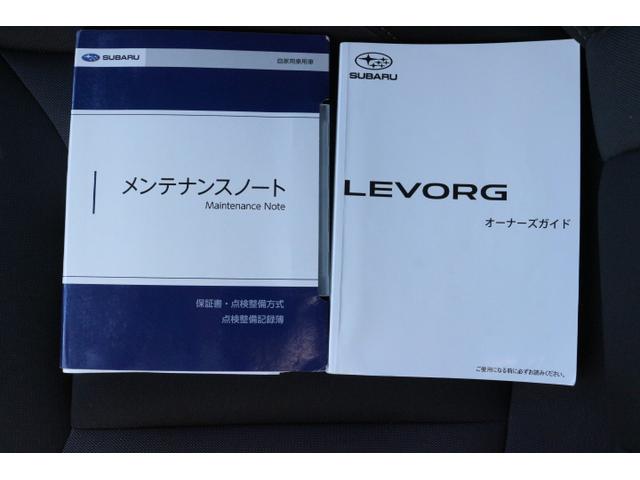 SUBARU
自家用乗用車
メンテナンスノート
Maintenance Note
保証書・点検整備方式
点検整備記録簿
SUBARU
LEVORG
オーナーズガイド
ご使用になる前に必ずお読みください。